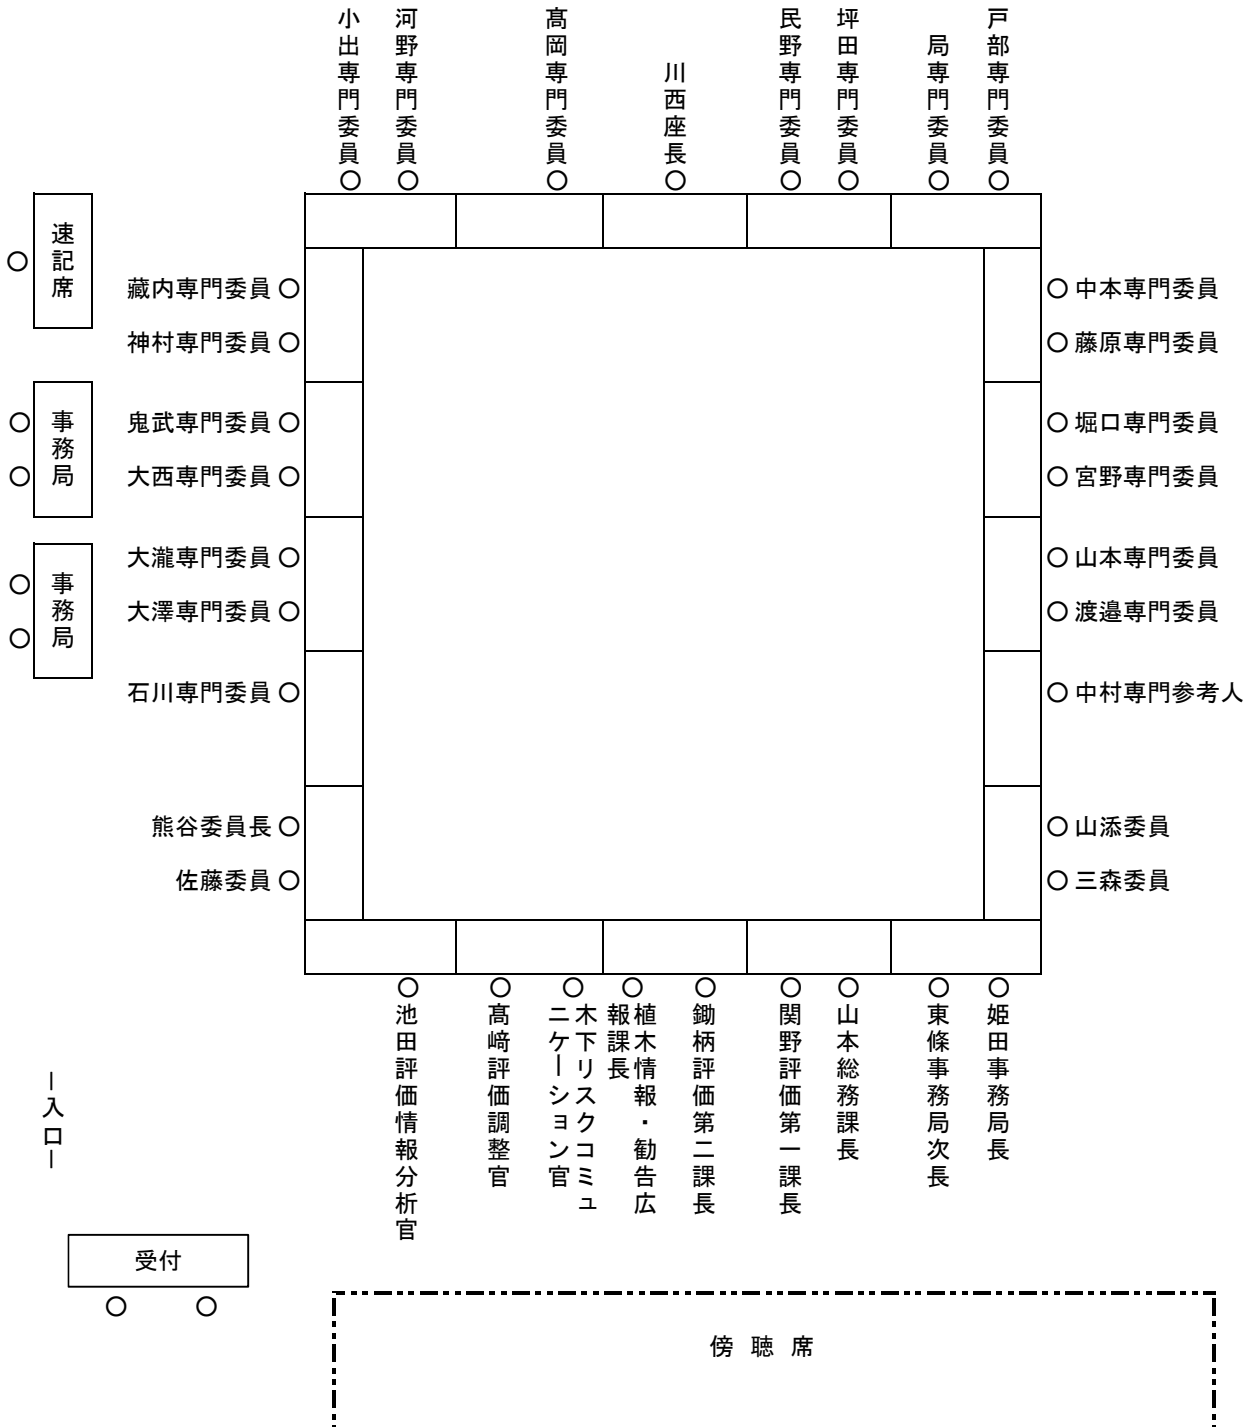 小出専門委員
河野専門委員
髙岡専門委員
川西座長
民野専門委員
坪田専門委員
局専門委員
戸部専門委員
速記席
事務局
事務局
藏内専門委員
神村専門委員
鬼武専門委員
大西専門委員
大瀧専門委員
大澤専門委員
石川専門委員
熊谷委員長
佐藤委員
中本専門委員
藤原専門委員
堀口専門委員
宮野専門委員
山本専門委員
渡邉専門委員
中村専門参考人
山添委員
三森委員
池田評価情報分析官
髙﨑評価調整官
木下リスクコミュ
ニケーション官
植木情報・勧告広
報課長
鋤柄評価第二課長
関野評価第一課長
山本総務課長
東條事務局次長
姫田事務局長
－入口－
受付
傍聴席